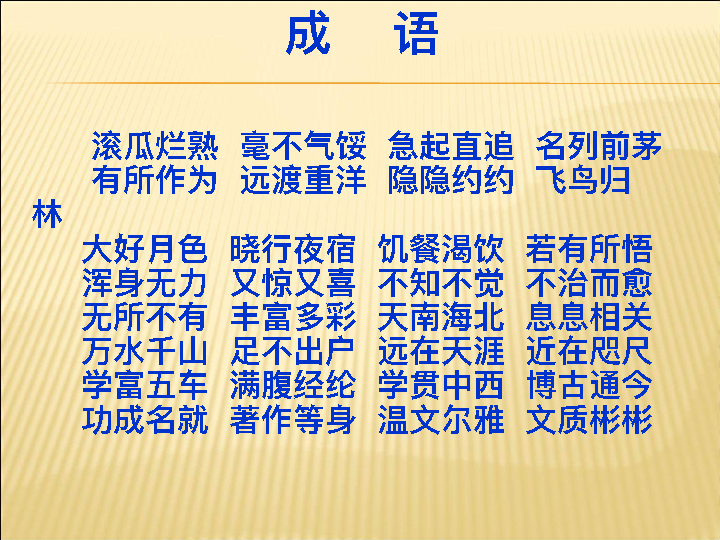 成 语
滚瓜烂熟 毫不气馁 急起直追 名列前茅
有所作为 远渡重洋 隐隐约约 飞鸟归
林
大好月色 晓行夜宿 饥餐渴饮 若有所悟
浑身无力 又惊又喜 不知不觉 不治而愈
无所不有 丰富多彩 天南海北 息息相关
万水千山 足不出户 远在天涯 近在咫尺
学富五车 满腹经纶 学贯中西 博古通今
功成名就 著作等身 温文尔雅 文质彬彬